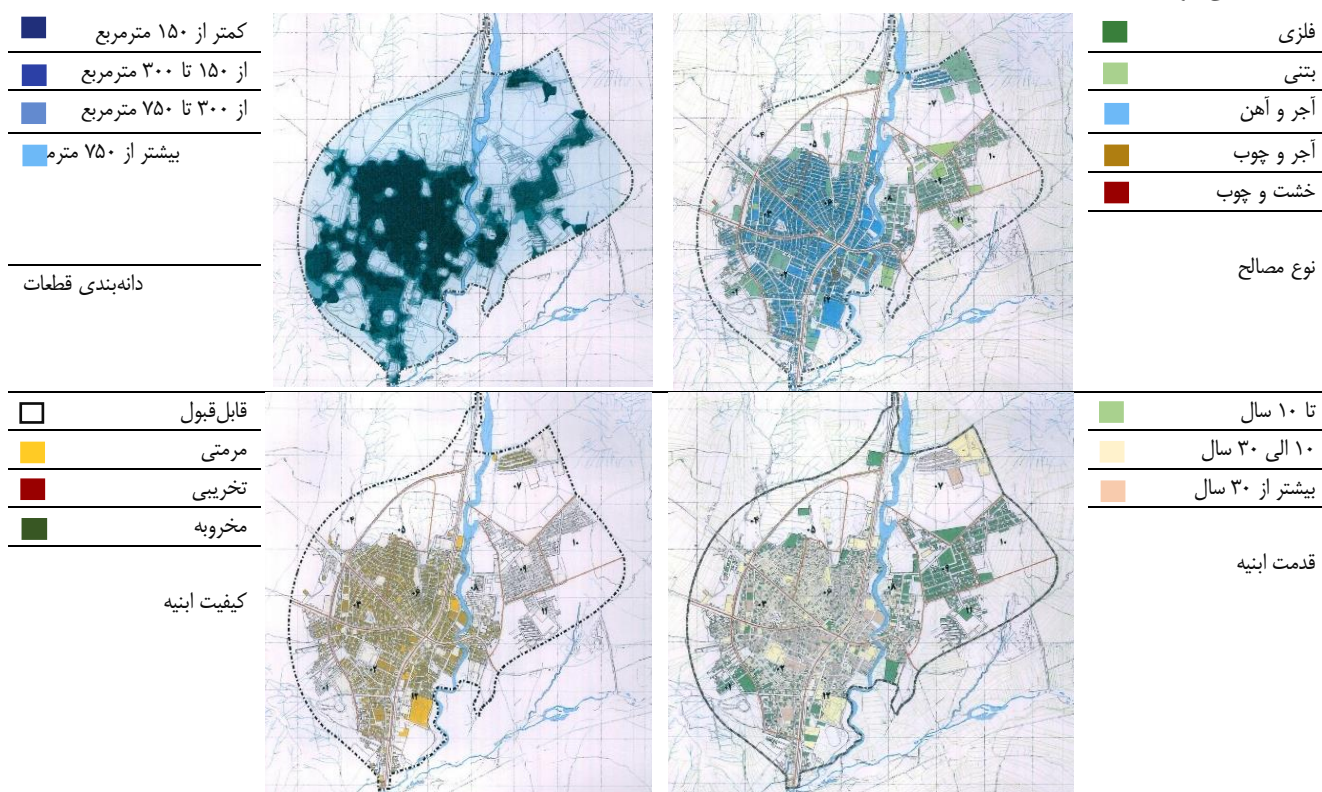 فلزی
بتنی
آجر و آهن
آجر و چوب
خشت و چوب
نوع مصالح
کمتر از ۱۵۰ مترمربع
از ۱۵۰ تا ۳۰۰ مترمربع
از ۳۰۰ تا ۷۵۰ مترمربع
بیشتر از ۷۵۰ مترم
دانه‌بندی قطعات
تا ۱۰ سال
۱۰ الی ۳۰ سال
بیشتر از ۳۰ سال
قدمت ابنیه
قابل‌قبول
مرمتی
تخریبی
مخروبه
کیفیت ابنیه